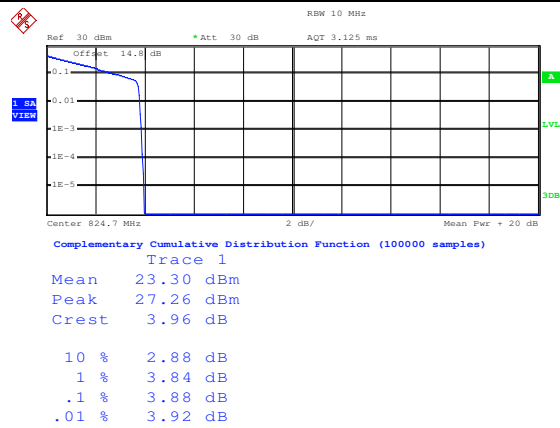 RBW 10 MHz
Ref 30 dBm * Att 30 dB AQT 3.125 ms
Offset 14.8 dB
0.1
A
0.01
1 SA
VIEW
LVL
1E-3
1E-4
1E-5
3DB
Center 824.7 MHz 2 dB/ Mean Pwr + 20 dB
Complementary Cumulative Distribution Function (100000 samples)
Trace 1
Mean 23.30 dBm
Peak 27.26 dBm
Crest 3.96 dB
10 % 2.88 dB
1 % 3.84 dB
.1 % 3.88 dB
.01 % 3.92 dB